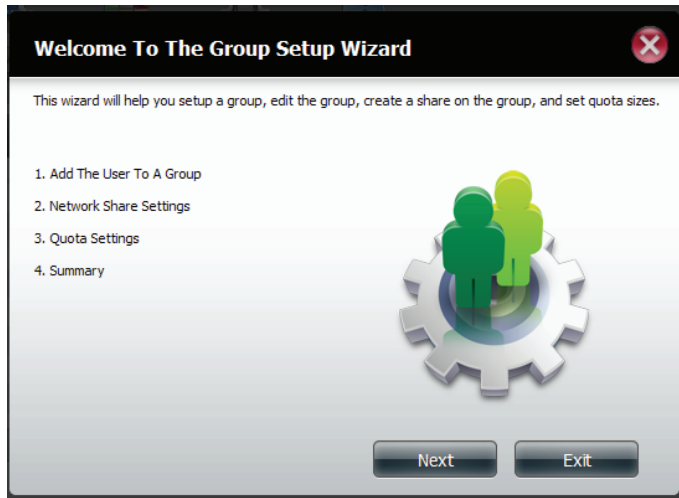 Welcome To The Group Setup Wizard
This wizard will help you setup a group, edit the group, create a share on the group, and set quota sizes.
1. Add The User To A Group
2. Network Share Settings
3. Quota Settings
4. Summary
Next Exit